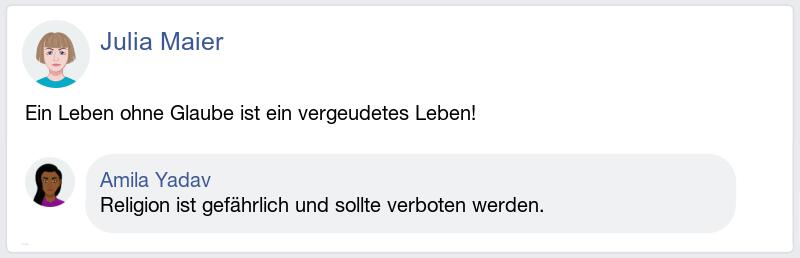 Julia Maier
Ein Leben ohne Glaube ist ein vergeudetes Leben!
Amila Yadav
Religion ist gefährlich und sollte verboten werden.